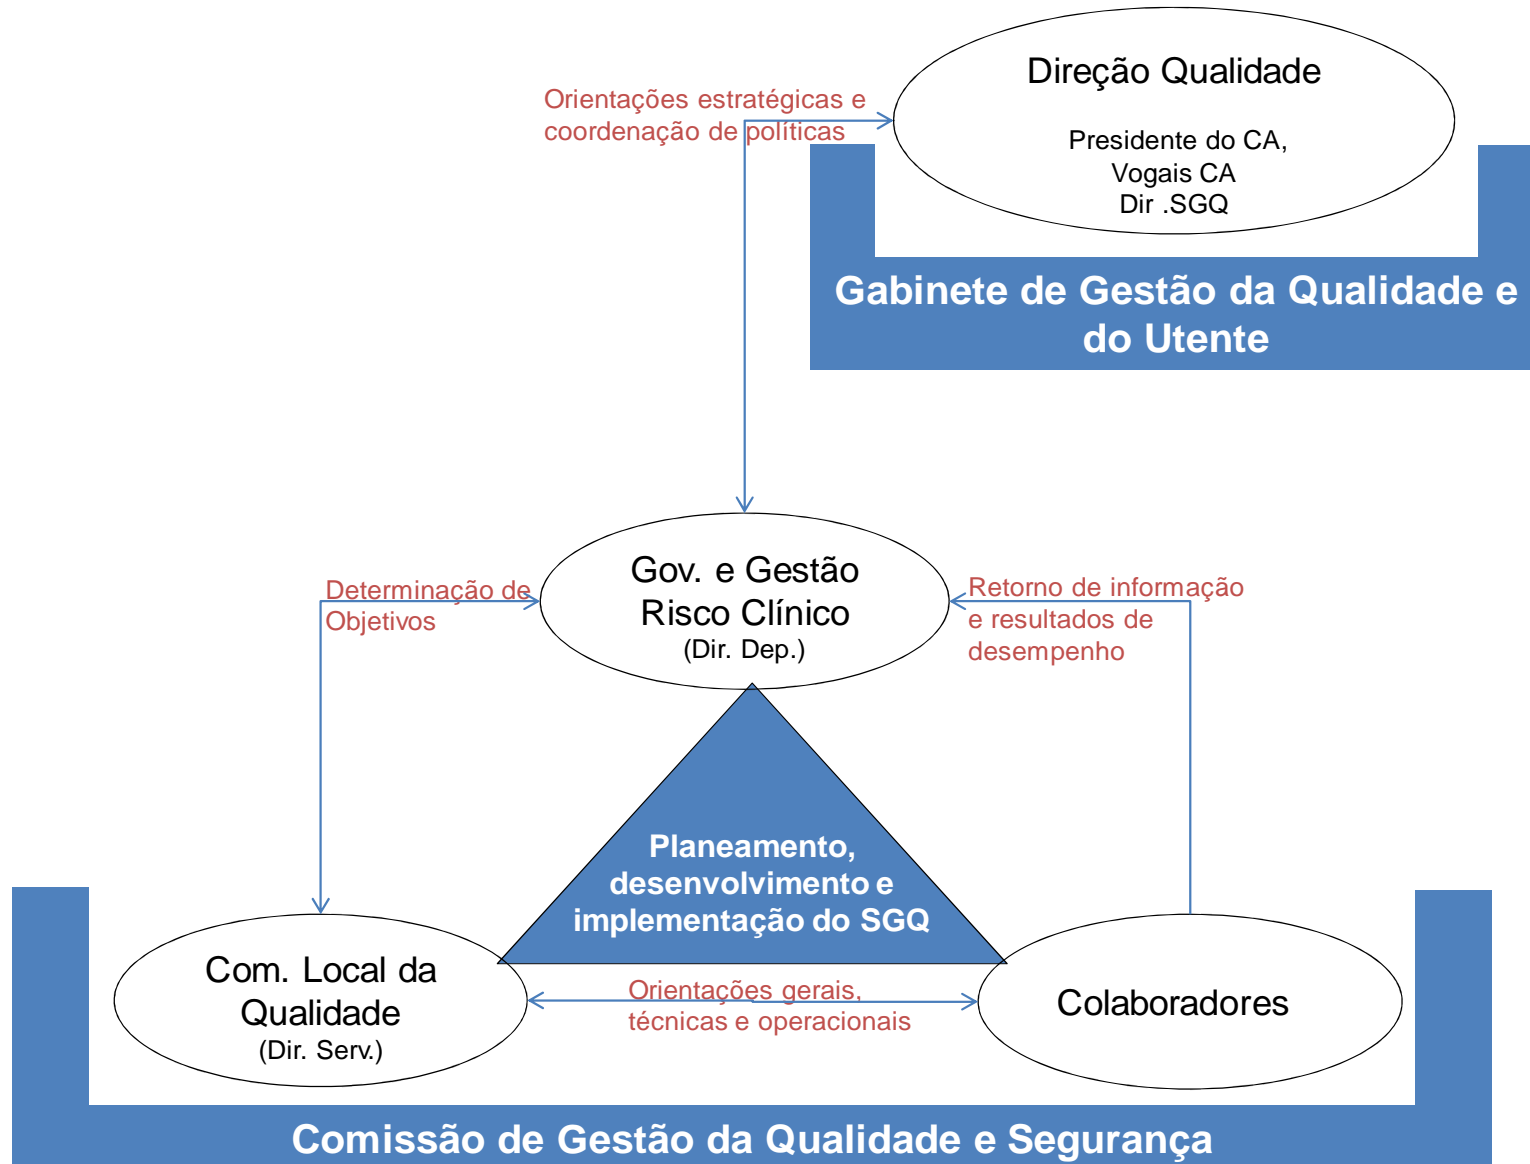 Direção Qualidade
Presidente do CA,
Vogais CA
Dir .SGQ
Orientações estratégicas e
coordenação de políticas
Gabinete de Gestão da Qualidade e
do Utente
Gov. e Gestão
Risco Clínico
(Dir. Dep.)
Determinação de
Objetivos
Retorno de informação
e resultados de
desempenho
Planeamento,
desenvolvimento e
implementação do SGQ
Com. Local da
Qualidade
(Dir. Serv.)
Orientações gerais,
técnicas e operacionais
Colaboradores
Comissão de Gestão da Qualidade e Segurança